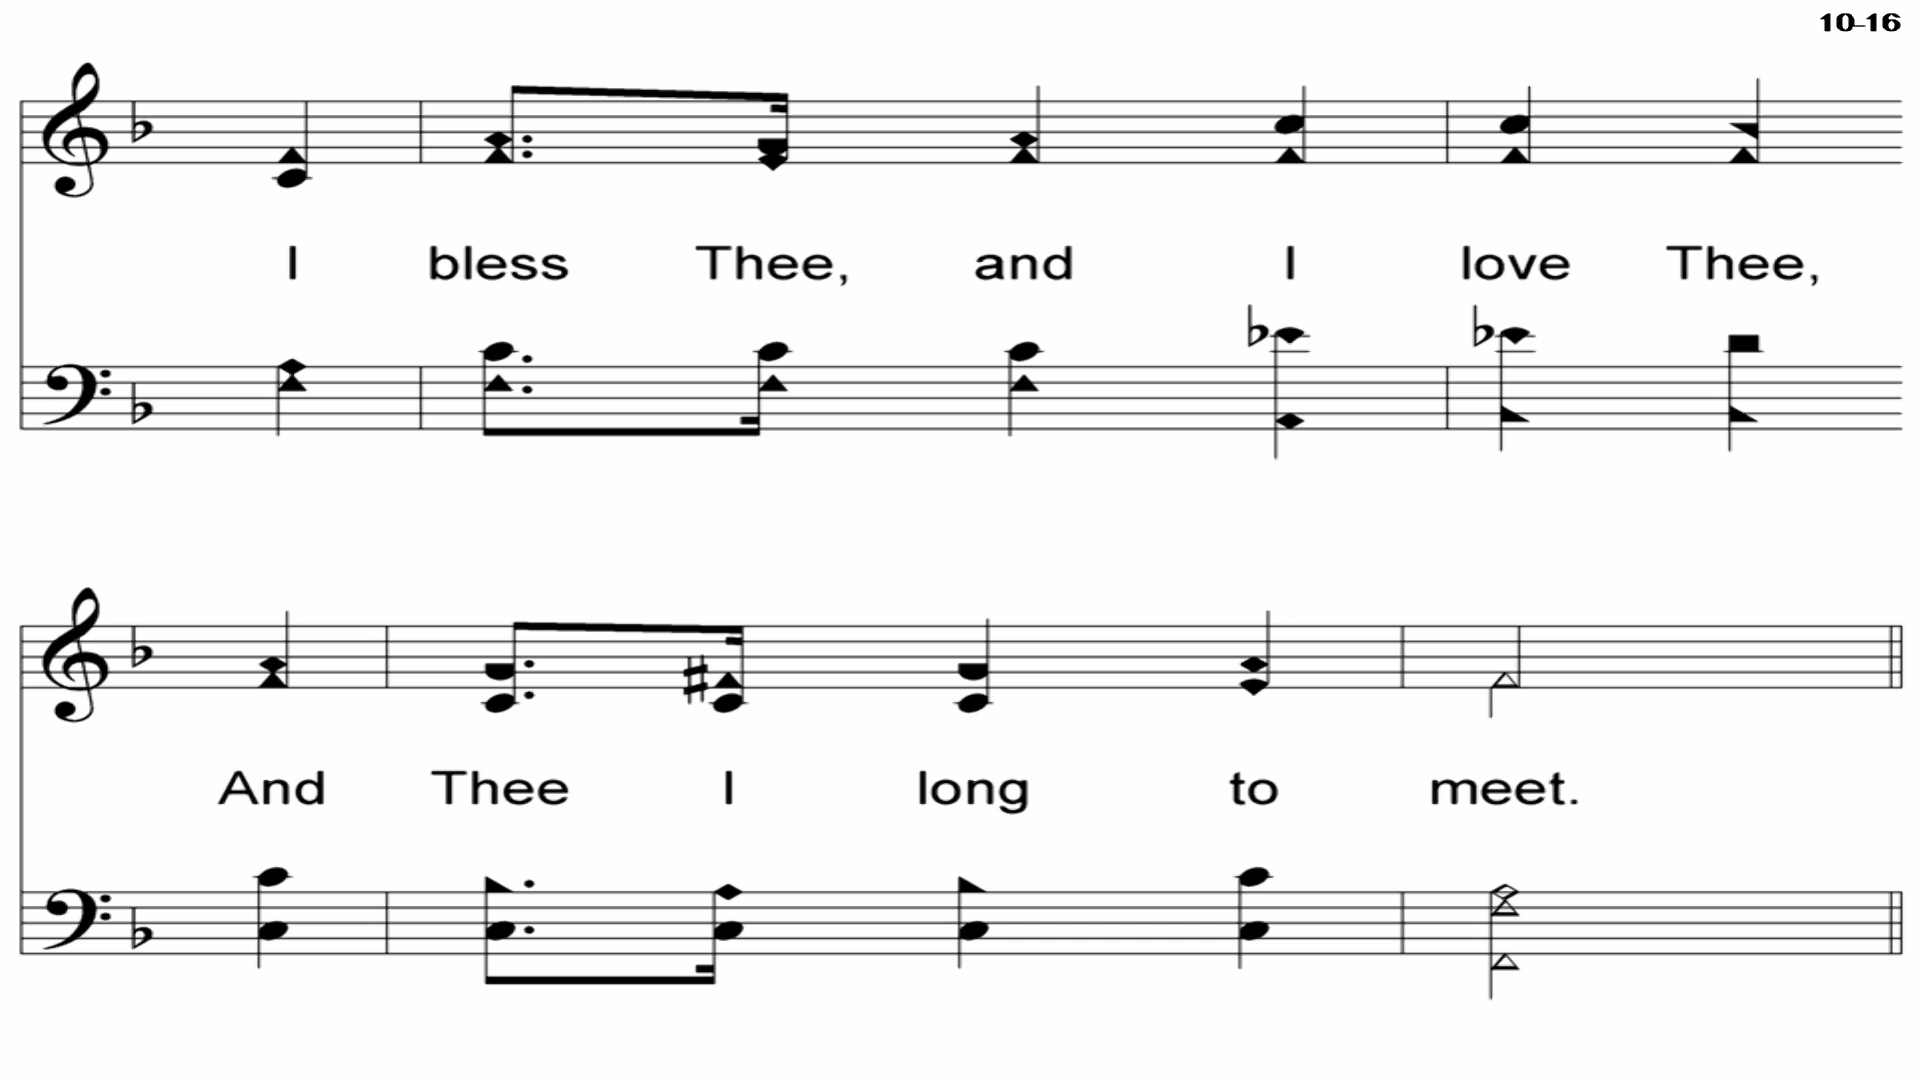 10-16
I bless Thee, and I love Thee,
And Thee I long to meet.